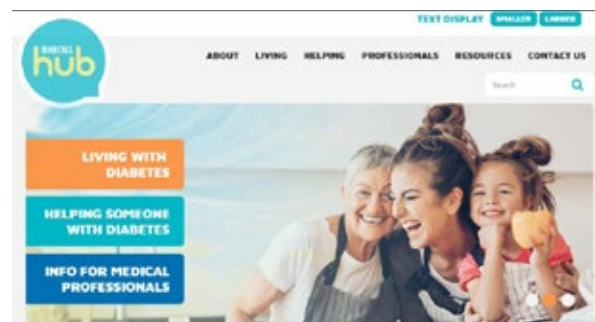 TEXT DISPLAY SMALLER LARGER
DIABETES
hub
ABOUT LIVING HELPING PROFESSIONALS RESOURCES CONTACT US
Search
LIVING WITH
DIABETES
HELPING SOMEONE
WITH DIABETES
INFO FOR MEDICAL
PROFESSIONALS